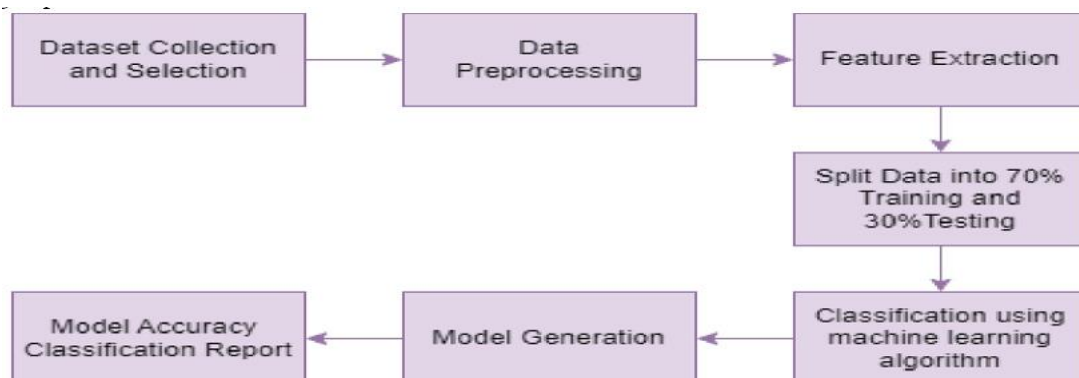 Dataset Collection
and Selection
Data
Preprocessing
Feature Extraction
Split Data into 70%
Training and
30%Testing
Classification using
machine learning
algorithm
Model Generation
Model Accuracy
Classification Report